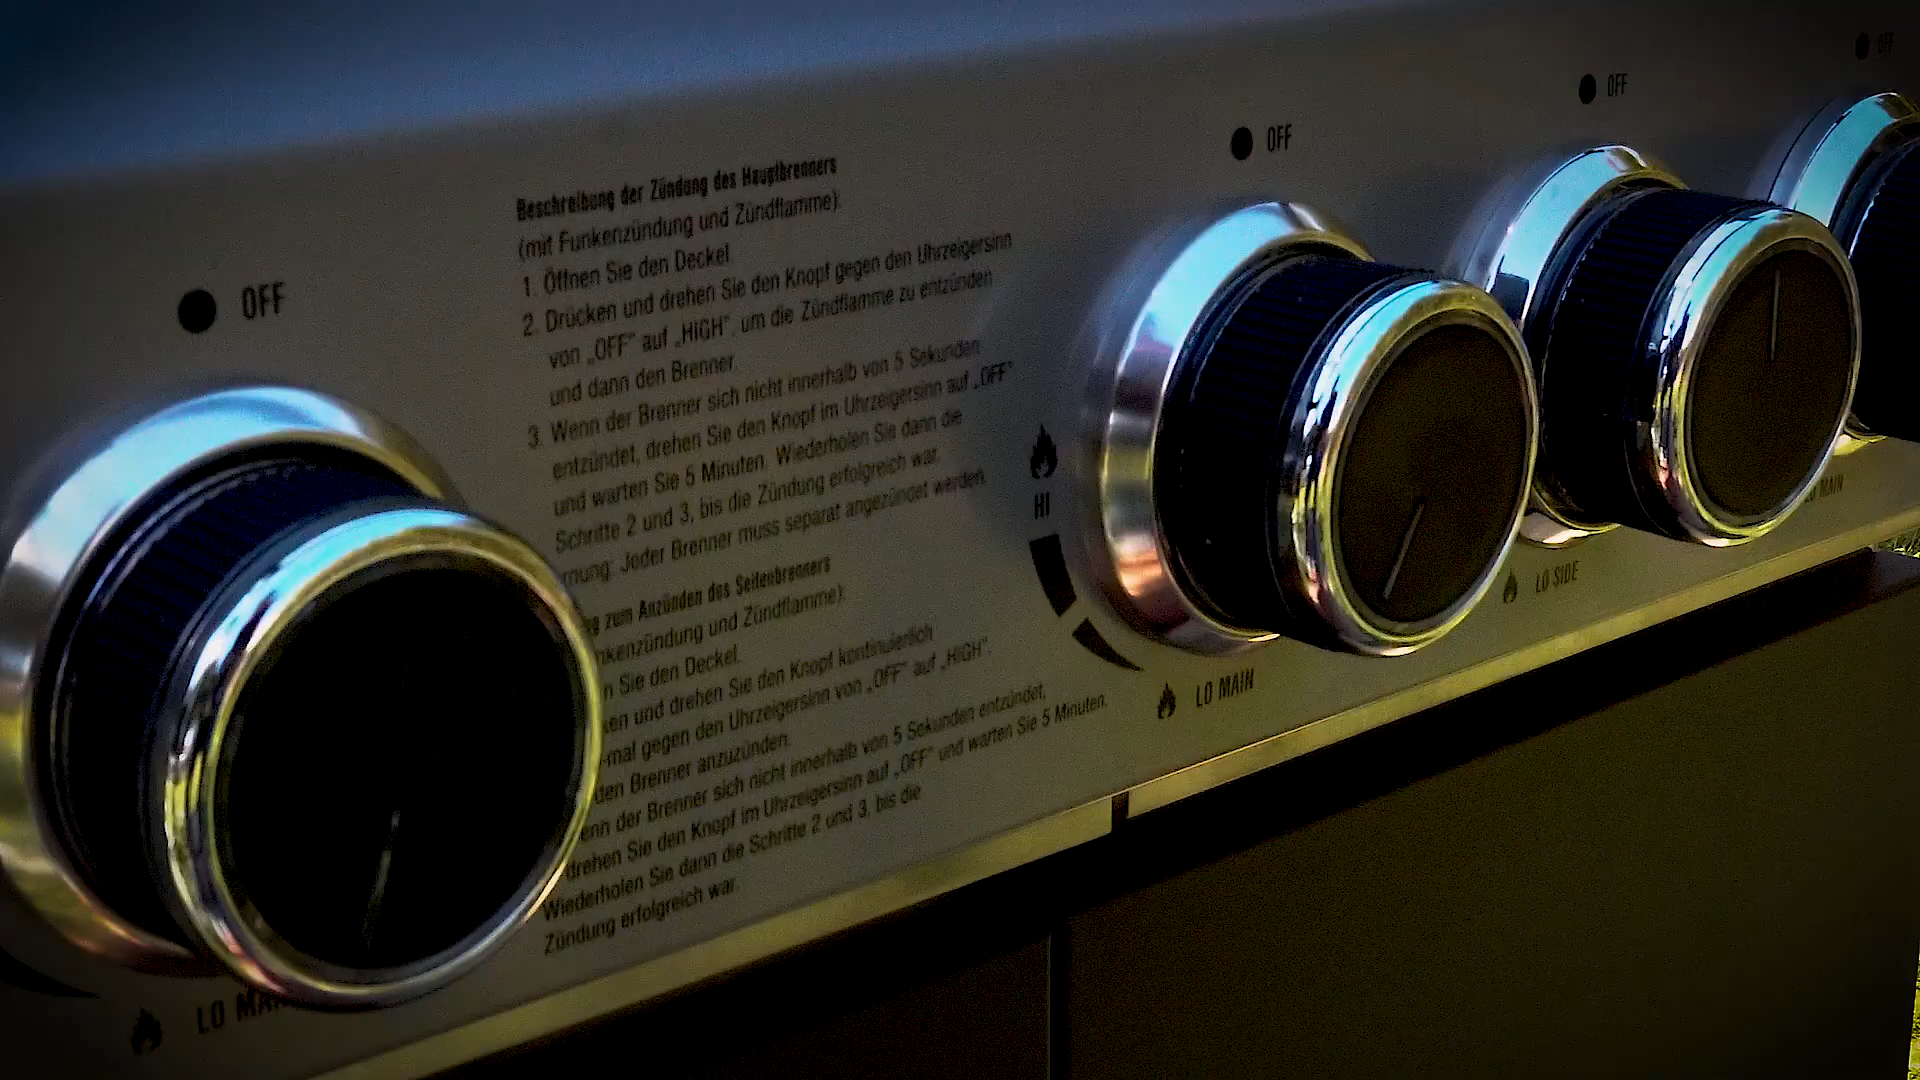 OFF
OFF
OFF
OFF
Beschreibung der Zündung des Hauptbrenners
(mit Funkenzündung und Zündflamme):
1. Öffnen Sie den Deckel.
2. Drücken und drehen Sie den Knopf gegen den Uhrzeigersinn
von „OFF" auf „HIGH", um die Zündflamme zu entzünden
und dann den Brenner.
3. Wenn der Brenner sich nicht innerhalb von 5 Sekunden
entzündet, drehen Sie den Knopf im Uhrzeigersinn auf „OFF"
und warten Sie 5 Minuten. Wiederholen Sie dann die
Schritte 2 und 3, bis die Zündung erfolgreich war.
Jeder Brenner muss separat angezündet werden.
zum Anzünden des Seitenbrenners
und Zündflamme):
Sie den Deckel.
und drehen Sie den Knopf kontinuierlich
-mal gegen den Uhrzeigersinn von „OFF" auf „HIGH",
den Brenner anzuzünden.
der Brenner sich nicht innerhalb von 5 Sekunden entzündet,
drehen Sie den Knopf im Uhrzeigersinn auf „OFF" und warten Sie 5 Minuten.
Wiederholen Sie dann die Schritte 2 und 3, bis die
Zündung erfolgreich war.
HI
LO MAIN
LO SIDE
LO MAIN
LO